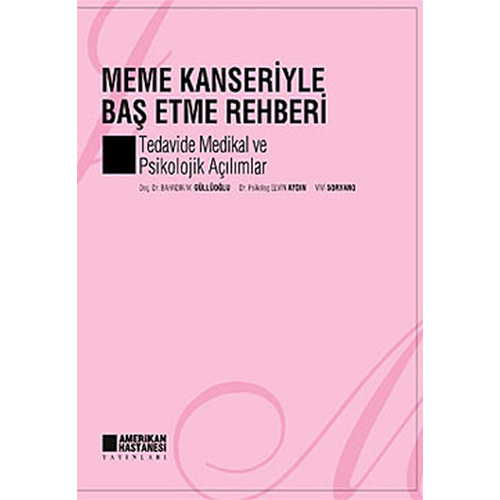 MEME KANSERİYLE
BAŞ ETME REHBERİ
Tedavide Medikal ve
Psikolojik Açılımlar
Doç. Dr. BAHADIR M. GÜLLÜOĞLU Dr. Psikolog ELVİN AYDIN VIVI SORYANO
AMERİKAN
HASTANESİ
YAYINLARI